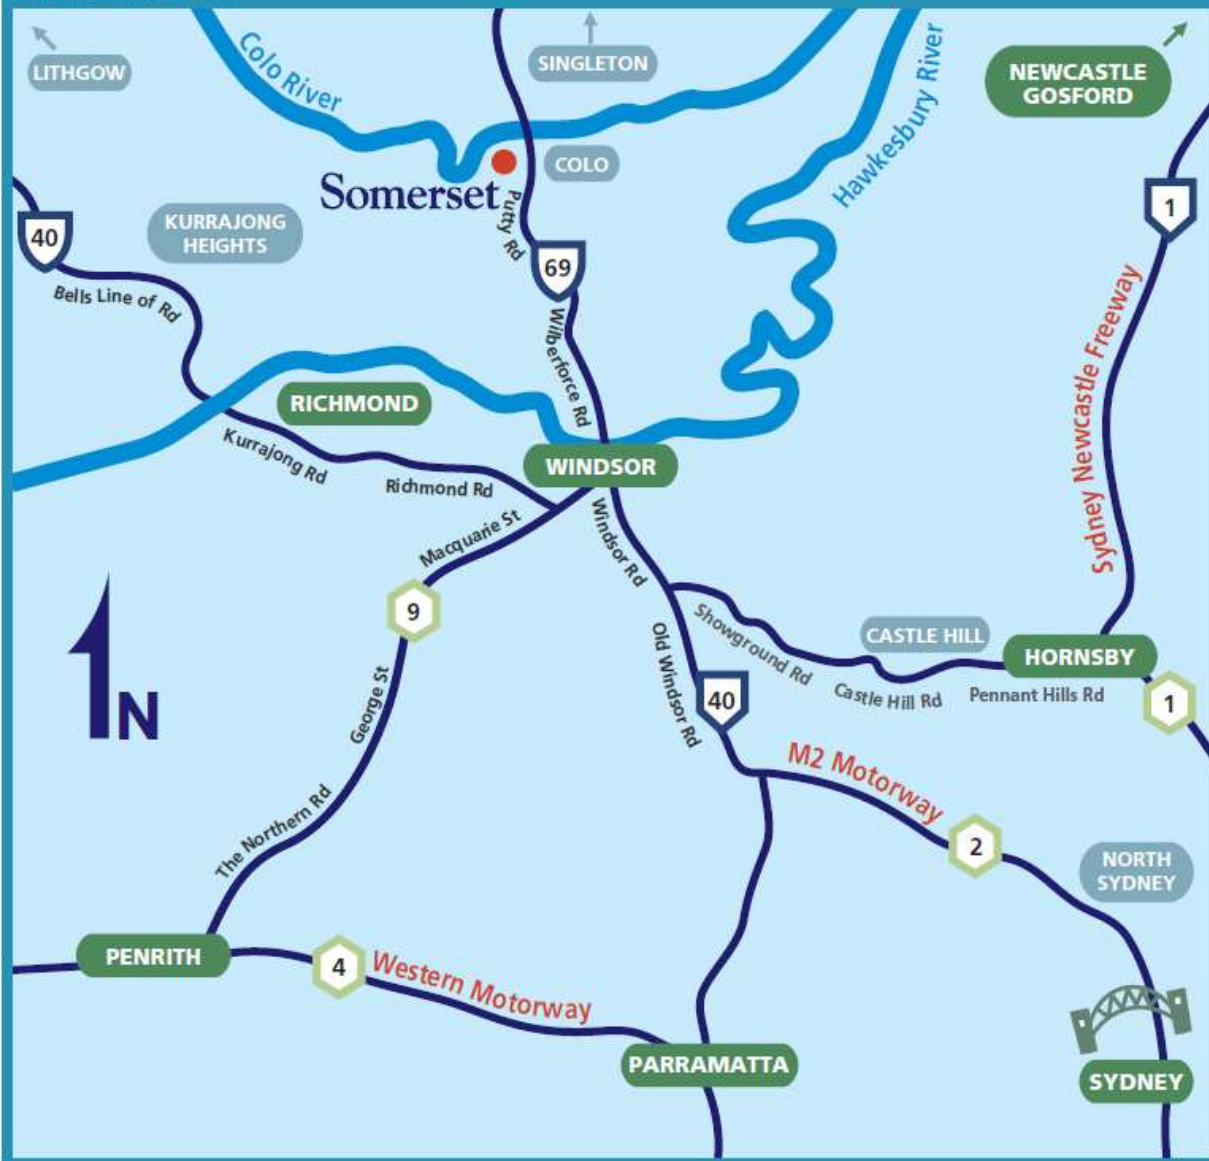 LITHGOW
Colo River
SINGLETON
Hawkesbury River
NEWCASTLE
GOSFORD
COLO
Somerset
Putty Rd
1
40
KURRAJONG
HEIGHTS
69
Bells Line of Rd
Wilberforce Rd
Sydney Newcastle Freeway
RICHMOND
Kurrajong Rd
Richmond Rd
WINDSOR
Macquarie St
Windsor Rd
9
Showground Rd
CASTLE HILL
HORNSBY
Castle Hill Rd
Pennant Hills Rd
1
Old Windsor Rd
40
N
George St
M2 Motorway
2
The Northern Rd
NORTH
SYDNEY
PENRITH
4
Western Motorway
PARRAMATTA
SYDNEY